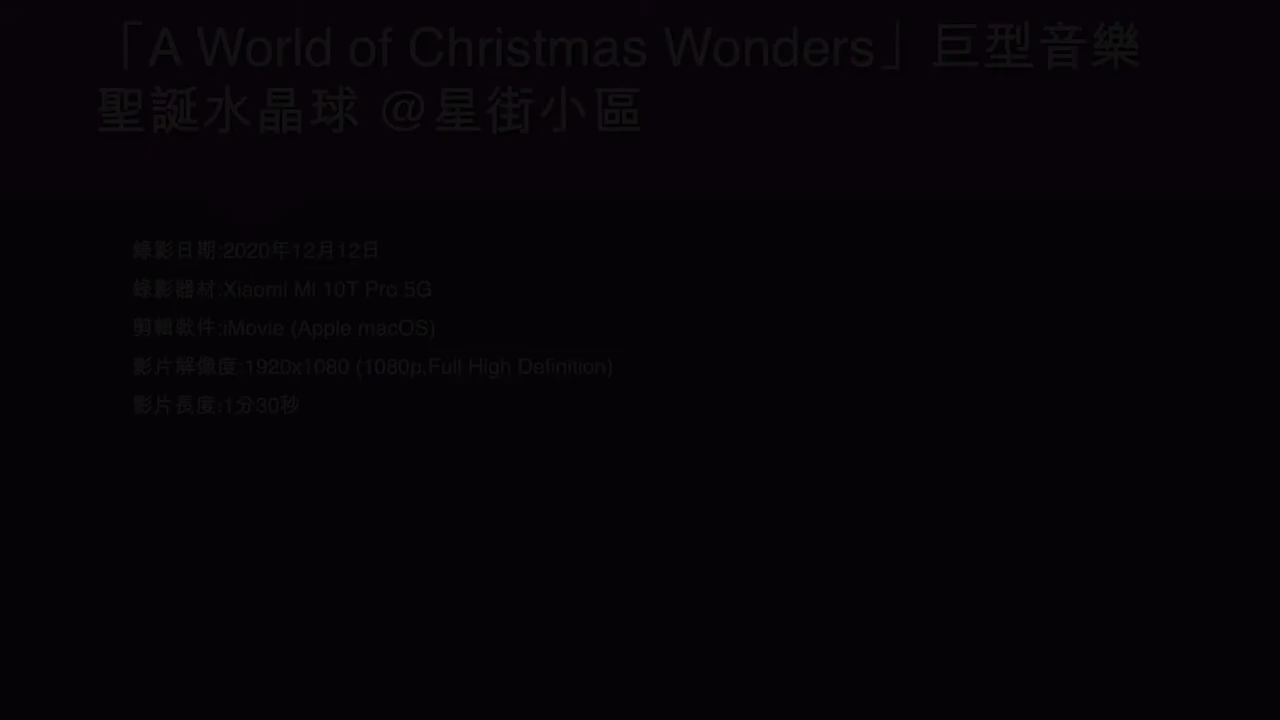 「A World of Christmas Wonders」巨型音樂
聖誕水晶球 @星街小區
錄影日期:2020年12月12日
錄影器材:Xiaomi Mi 10T Pro 5G
剪輯軟件:iMovie (Apple macOS)
影片解像度:1920x1080 (1080p,Full High Definition)
影片長度:1分30秒